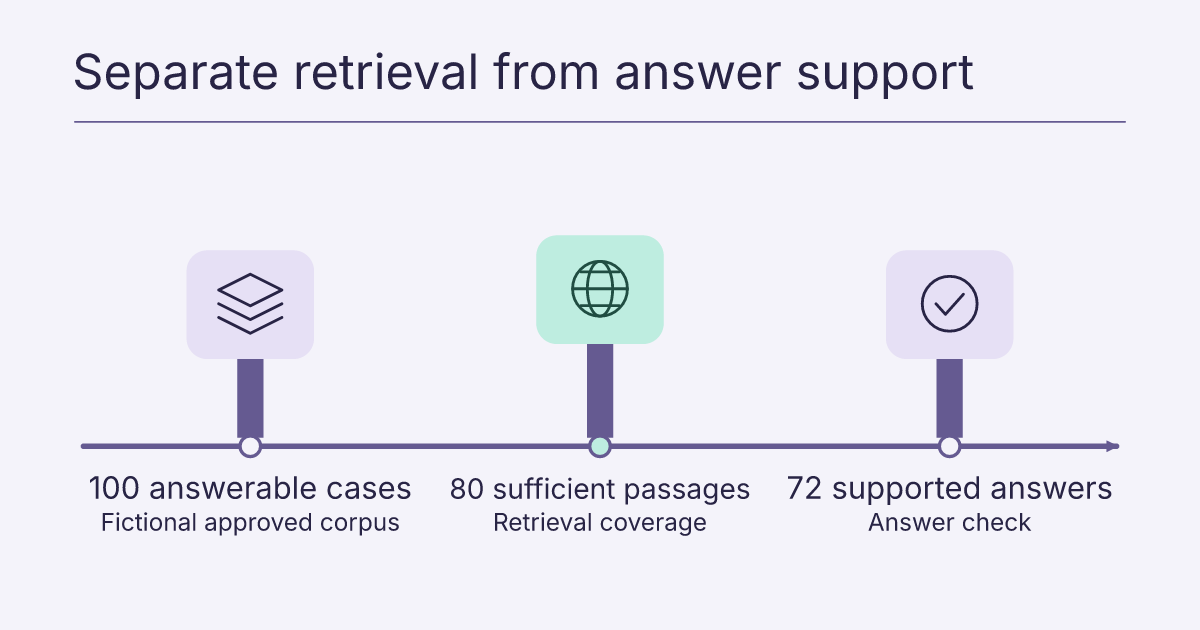 Separate retrieval from answer support
100 answerable cases
Fictional approved corpus
80 sufficient passages
Retrieval coverage
72 supported answers
Answer check